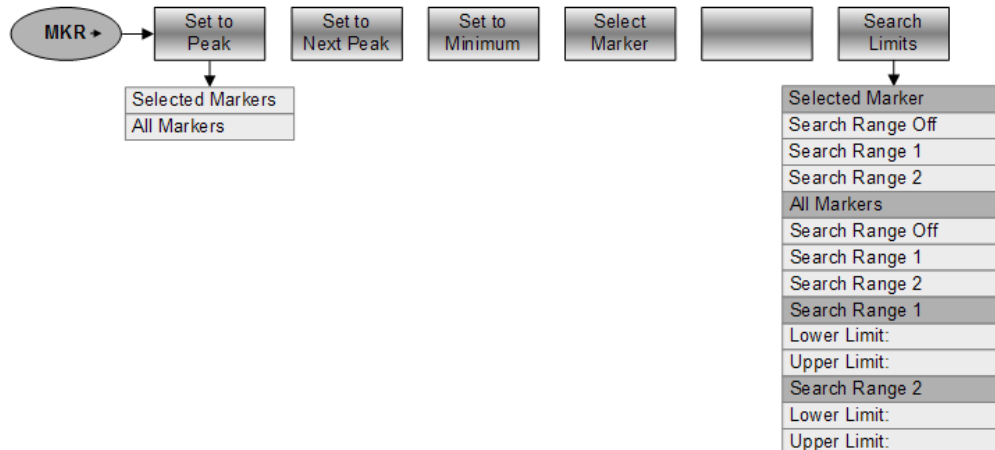 MKR →
Set to
Peak
Set to
Next Peak
Set to
Minimum
Select
Marker
Search
Limits
Selected Markers
All Markers
Selected Marker
Search Range Off
Search Range 1
Search Range 2
All Markers
Search Range Off
Search Range 1
Search Range 2
Search Range 1
Lower Limit:
Upper Limit:
Search Range 2
Lower Limit:
Upper Limit: